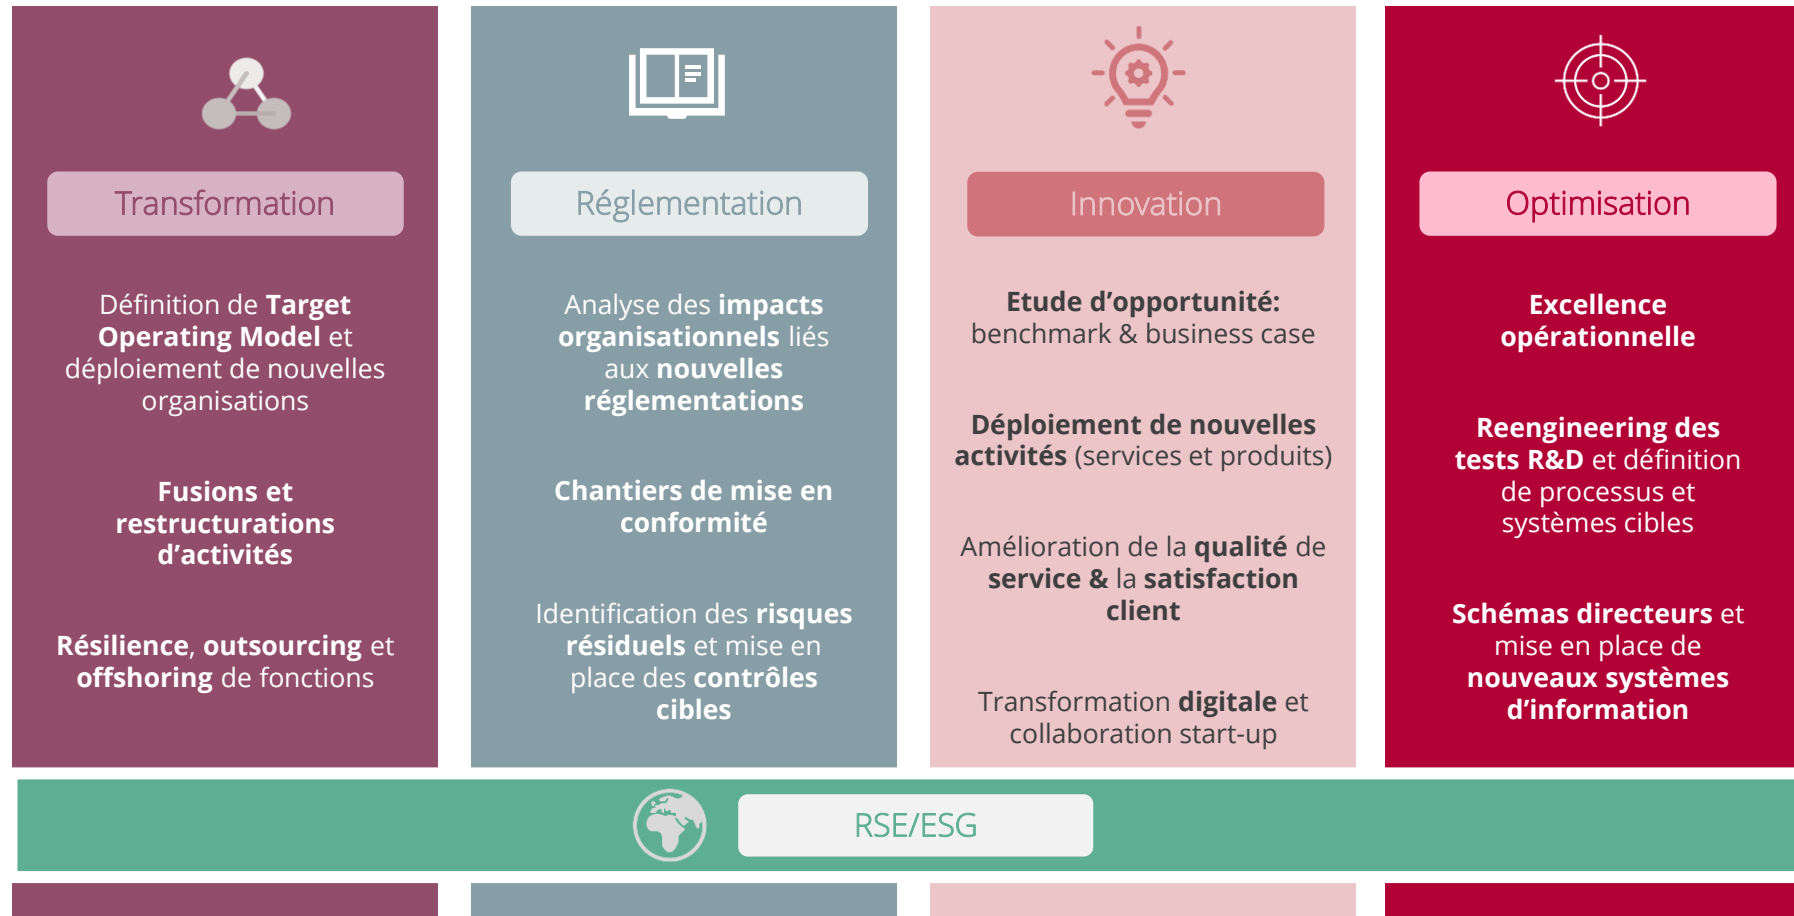 Transformation
Définition de Target
Operating Model et
déploiement de nouvelles
organisations
Fusions et
restructurations
d’activités
Résilience, outsourcing et
offshoring de fonctions
Réglementation
Analyse des impacts
organisationnels liés
aux nouvelles
réglementations
Chantiers de mise en
conformité
Identification des risques
résiduels et mise en
place des contrôles
cibles
Innovation
Etude d’opportunité:
benchmark & business case
Déploiement de nouvelles
activités (services et produits)
Amélioration de la qualité de
service & la satisfaction
client
Transformation digitale et
collaboration start-up
Optimisation
Excellence
opérationnelle
Reengineering des
tests R&D et définition
de processus et
systèmes cibles
Schémas directeurs et
mise en place de
nouveaux systèmes
d’information
RSE/ESG